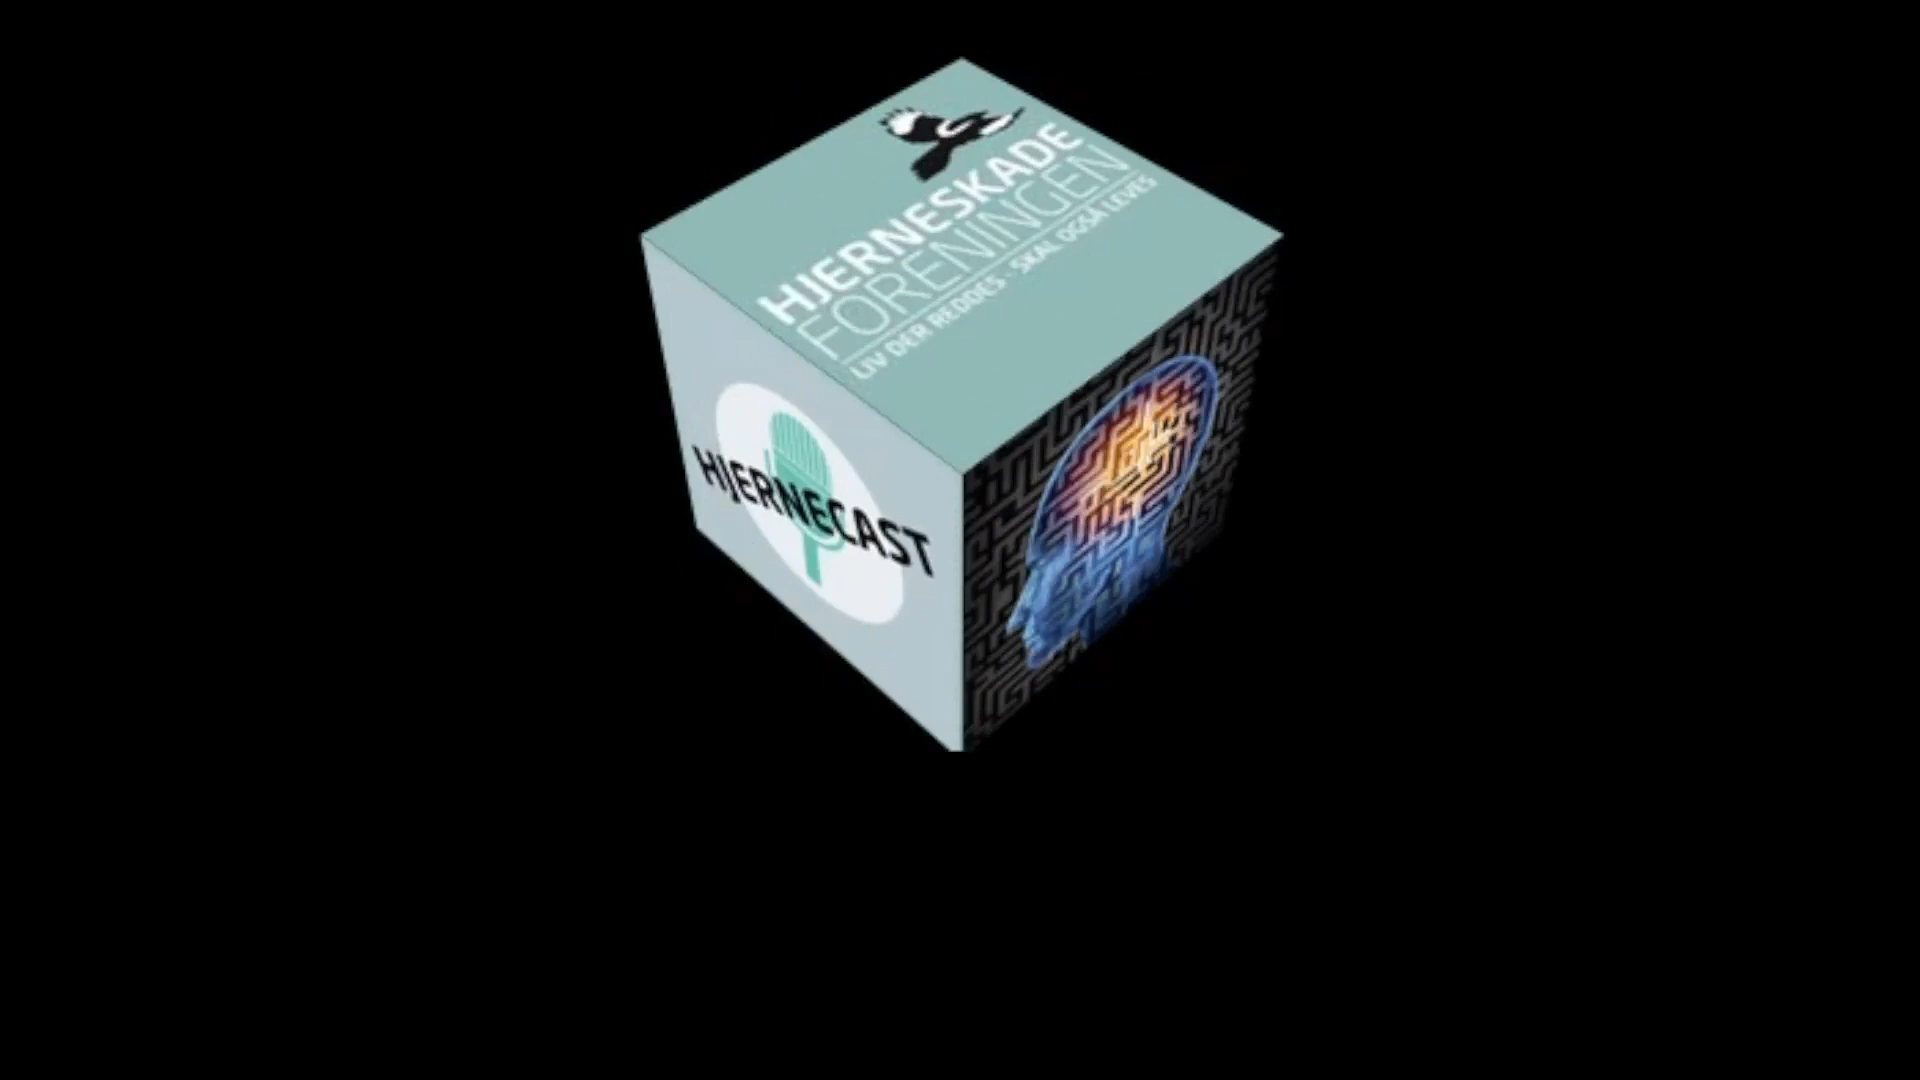 HJERNESKADE
FORENINGEN
LIV DER REDDES - SKAL OGSÅ LEVES
HJERNECAST